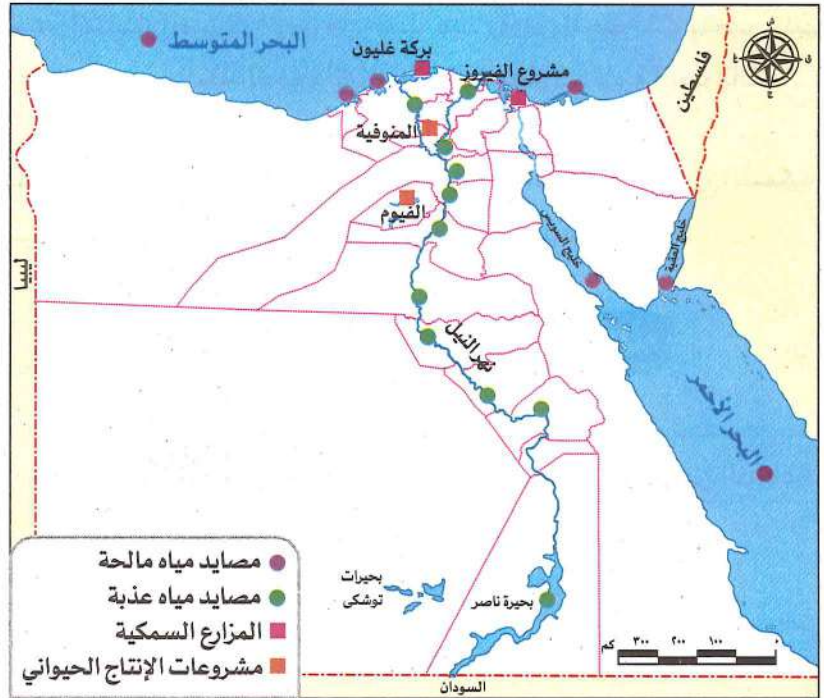 البحر المتوسط
بركة غليون
مشروع الفيروز
فلسطين
ش
ق
ج
غ
المنوفية
الفيوم
خليج السويس
خليج العقبة
ليبيا
نهر النيل
البحر الأحمر
بحيرات
توشكى
بحيرة ناصر
السودان
مصايد مياه مالحة
مصايد مياه عذبة
المزارع السمكية
مشروعات الإنتاج الحيواني
كم ٣٠٠ ٢٠٠ ١٠٠ ٠